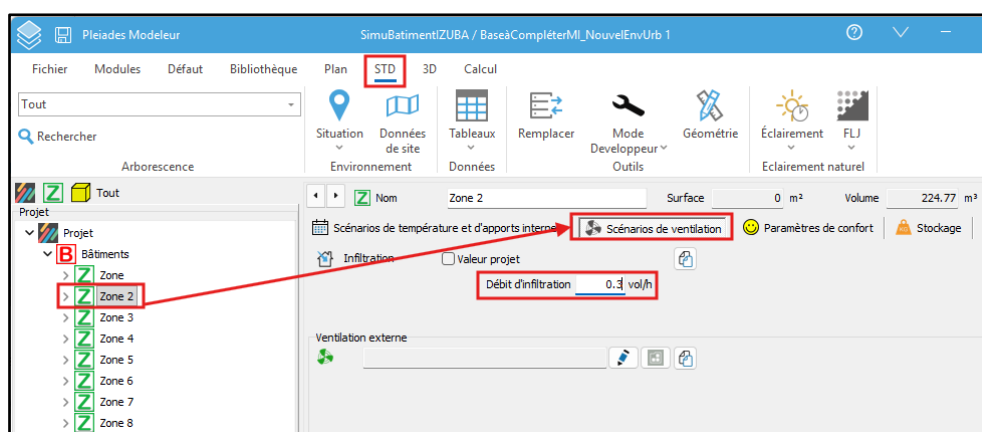 Pleiades Modeleur
SimuBatimentIZUBA / BaseàCompléterMI_NouvelEnvUrb 1
Fichier Modules Défaut Bibliothèque Plan STD 3D Calcul
Tout
Rechercher
Arborescence
Situation
Données de site
Environnement
Tableaux
Données
Remplacer
Mode Developpeur
Géométrie
Outils
Éclairement
FLJ
Eclairement naturel
Z Tout
Projet
Projet
B Bâtiments
Z Zone
Z Zone 2
Z Zone 3
Z Zone 4
Z Zone 5
Z Zone 6
Z Zone 7
Z Zone 8
Z Nom Zone 2 Surface 0 m² Volume 224.77 m³
Scénarios de température et d'apports interne Scénarios de ventilation Paramètres de confort Stockage
Infiltration Valeur projet
Débit d'infiltration 0.3 vol/h
Ventilation externe